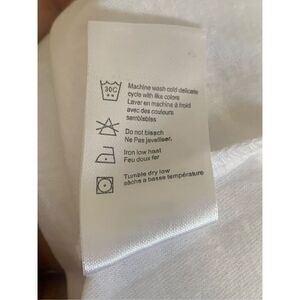 30C
Machine wash cold delicate
cycle with like colors
Laver en machine à froid
avec des couleurs
semblables
Do not bleach
Ne Pas javelliser.
Iron low heat
Feu doux fer
Tumble dry low
sèche a basse température